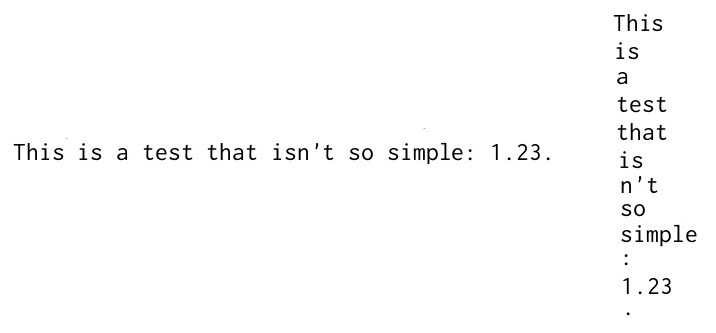 This is a test that isn't so simple: 1.23.
This
is
a
test
that
is
n't
so
simple
:
1.23
.